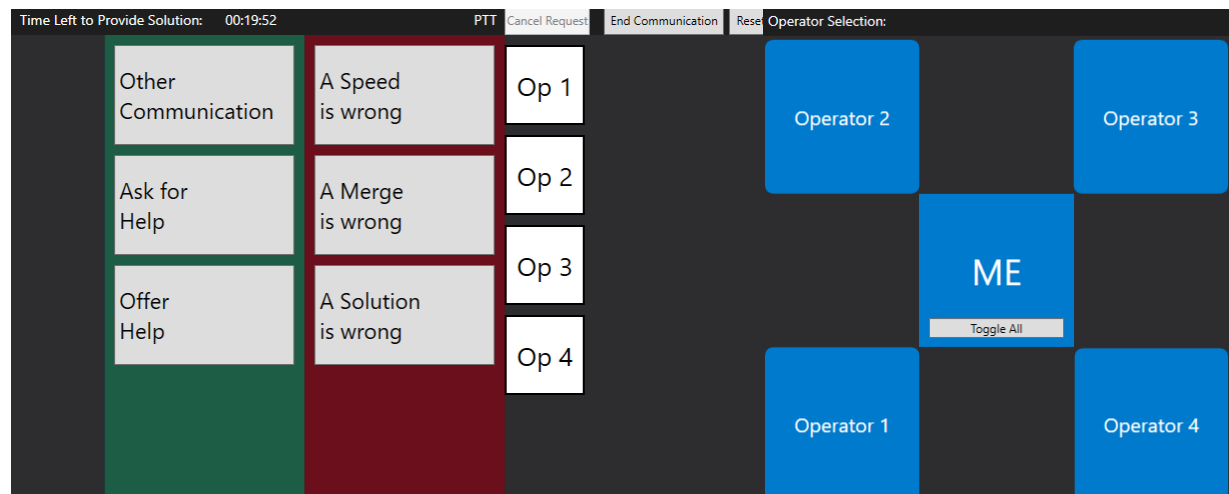 Time Left to Provide Solution: 00:19:52 PTT Cancel Request End Communication Reset Operator Selection:
Other
Communication
A Speed
is wrong
Op 1
Operator 2
Operator 3
Ask for
Help
A Merge
is wrong
Op 2
Offer
Help
A Solution
is wrong
Op 3
ME
Toggle All
Op 4
Operator 1
Operator 4